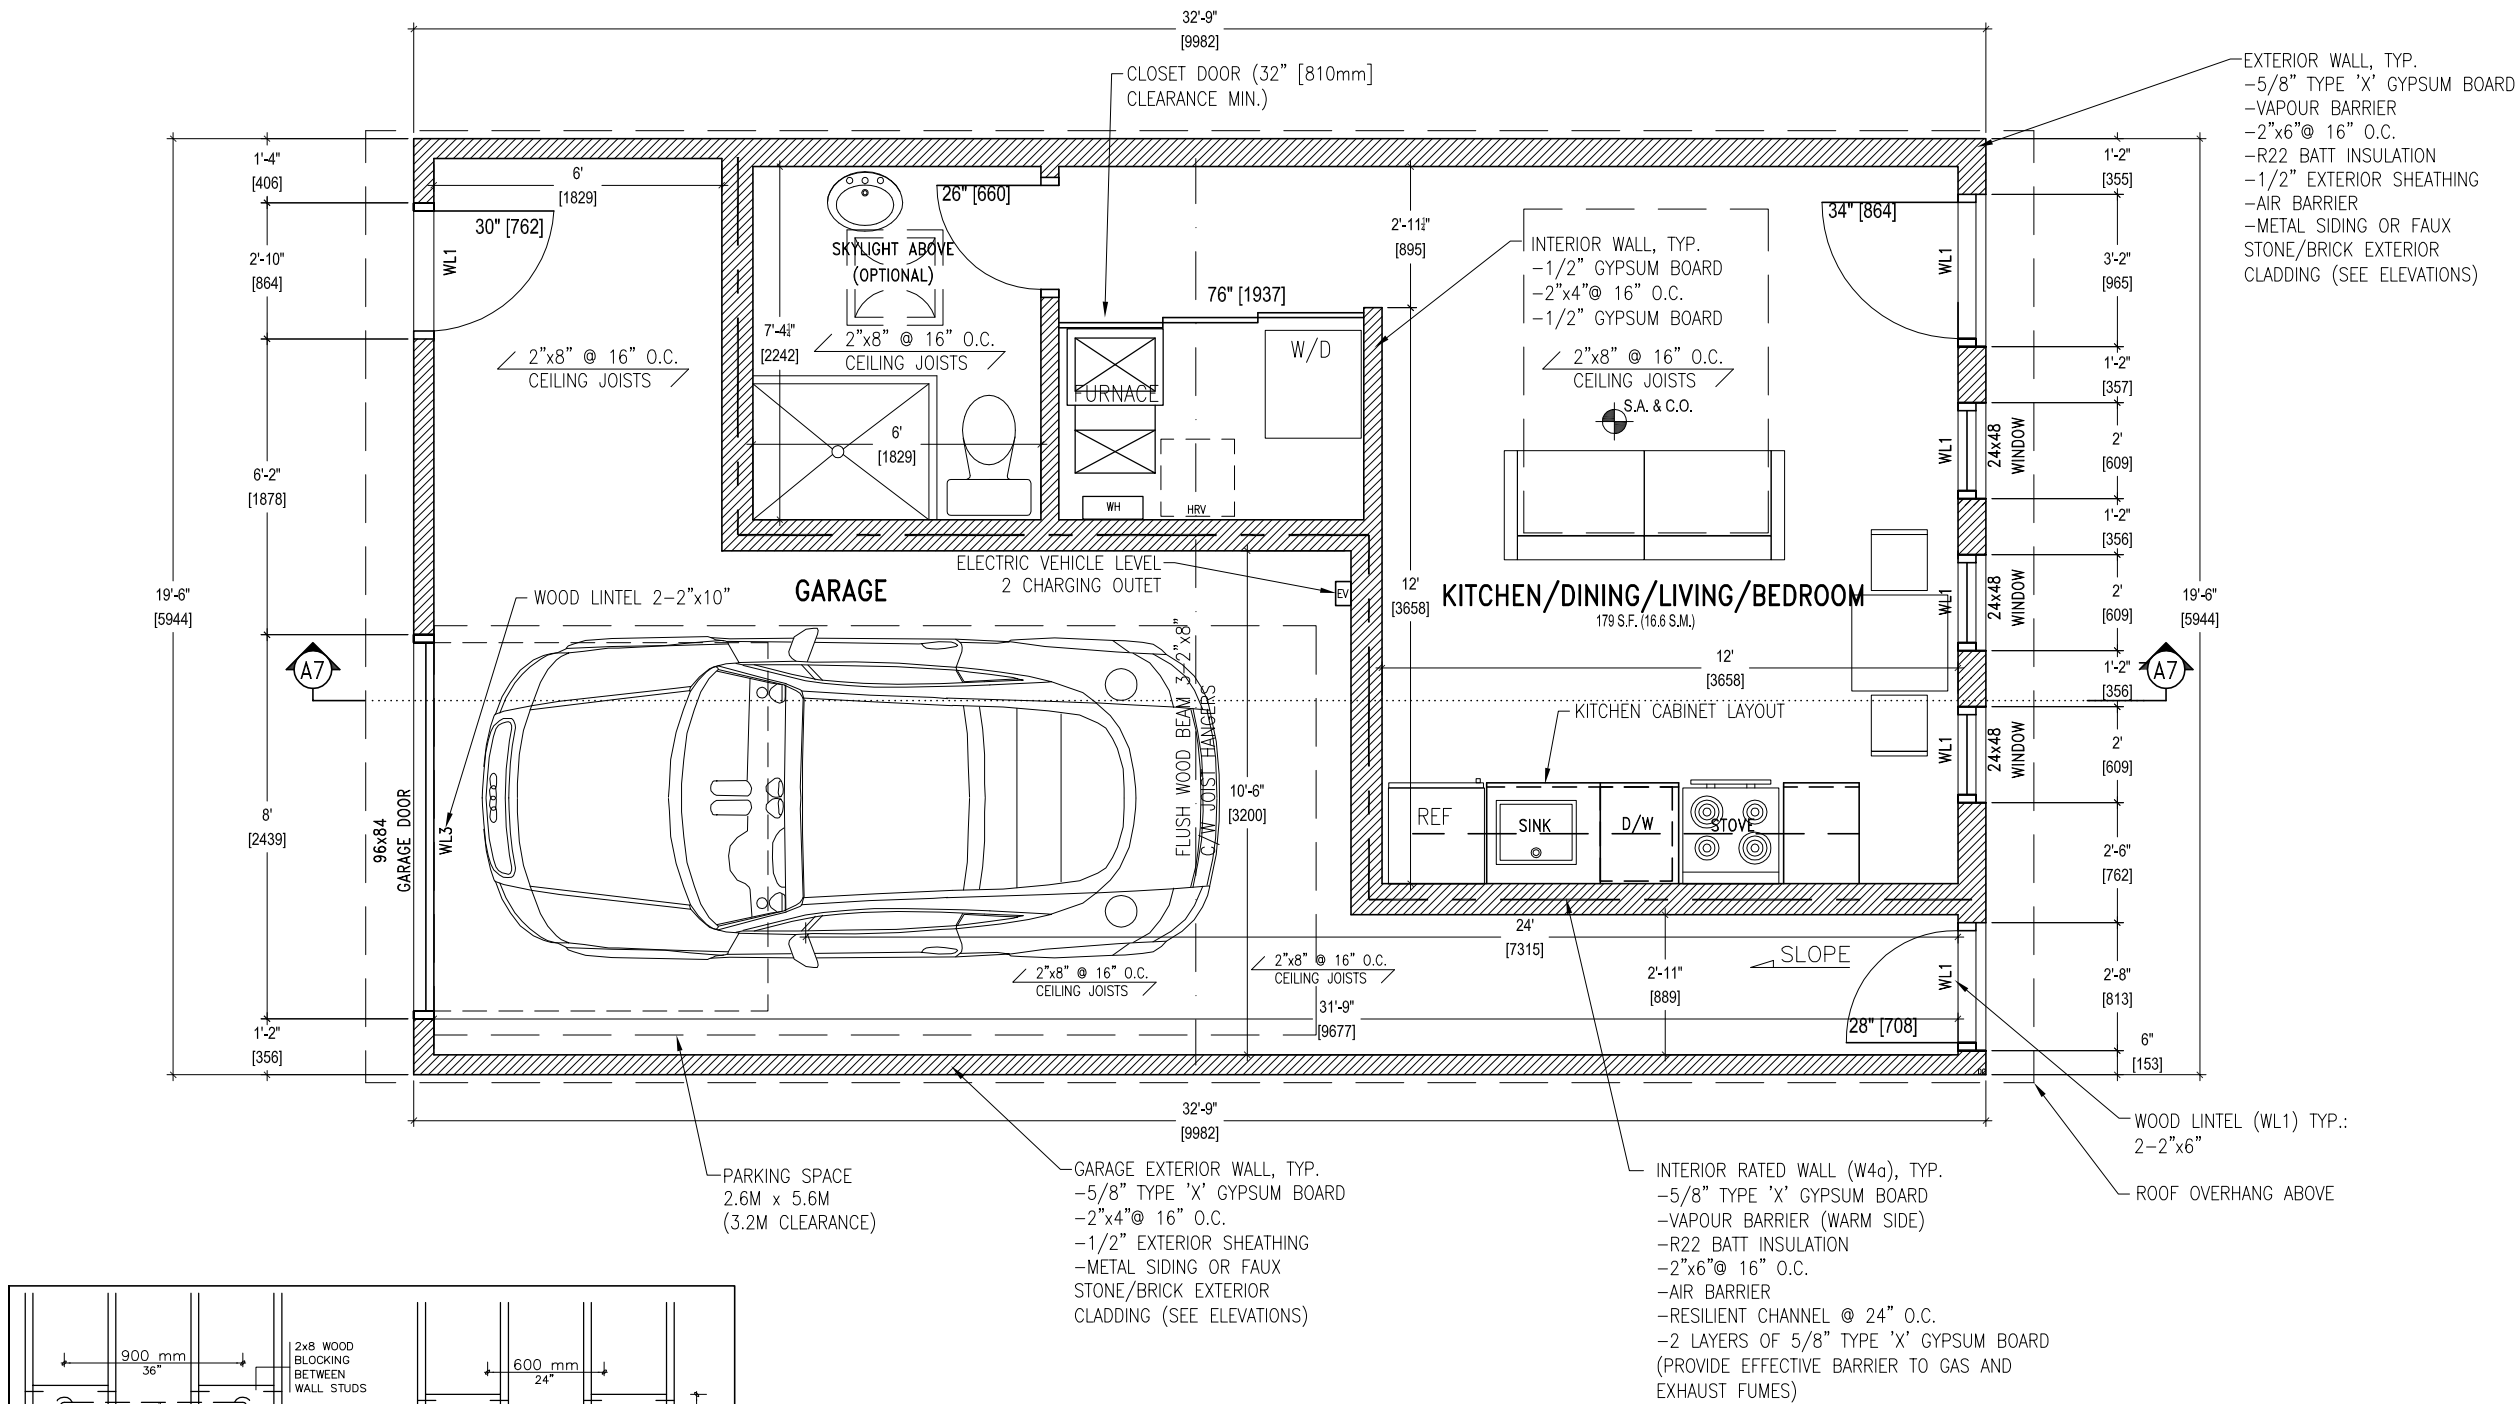 32'-9"
[9982]
CLOSET DOOR (32" [810mm]
CLEARANCE MIN.)
EXTERIOR WALL, TYP.
-5/8" TYPE 'X' GYPSUM BOARD
-VAPOUR BARRIER
-2"x6"@ 16" O.C.
-R22 BATT INSULATION
-1/2" EXTERIOR SHEATHING
-AIR BARRIER
-METAL SIDING OR FAUX
STONE/BRICK EXTERIOR
CLADDING (SEE ELEVATIONS)
1'-4"
[406]
2'-10"
[864]
6'-2"
[1878]
8'
[2439]
1'-2"
[356]
19'-6"
[5944]
A7
6'
[1829]
30" [762]
WL1
2"x8" @ 16" O.C.
CEILING JOISTS
26" [660]
SKYLIGHT ABOVE
(OPTIONAL)
7'-4¼"
[2242]
2"x8" @ 16" O.C.
CEILING JOISTS
6'
[1829]
76" [1937]
FURNACE
W/D
WH
HRV
2'-11¼"
[895]
INTERIOR WALL, TYP.
-1/2" GYPSUM BOARD
-2"x4"@ 16" O.C.
-1/2" GYPSUM BOARD
2"x8" @ 16" O.C.
CEILING JOISTS
S.A. & C.O.
34" [864]
WL1
WL1
24x48
WINDOW
WL1
24x48
WINDOW
WL1
24x48
WINDOW
1'-2"
[355]
3'-2"
[965]
1'-2"
[357]
2'
[609]
1'-2"
[356]
2'
[609]
1'-2"
[356]
2'
[609]
2'-6"
[762]
2'-8"
[813]
6"
[153]
19'-6"
[5944]
A7
WOOD LINTEL 2-2"x10"
GARAGE
ELECTRIC VEHICLE LEVEL
2 CHARGING OUTET
EV
12'
[3658]
KITCHEN/DINING/LIVING/BEDROOM
179 S.F. (16.6 S.M.)
12'
[3658]
KITCHEN CABINET LAYOUT
REF
SINK
D/W
STOVE
96x84
GARAGE DOOR
WL3
FLUSH WOOD BEAM 3-2"x8"
C/W JOIST HANGERS
10'-6"
[3200]
24'
[7315]
2"x8" @ 16" O.C.
CEILING JOISTS
2"x8" @ 16" O.C.
CEILING JOISTS
31'-9"
[9677]
2'-11"
[889]
SLOPE
WL1
28" [708]
32'-9"
[9982]
PARKING SPACE
2.6M x 5.6M
(3.2M CLEARANCE)
GARAGE EXTERIOR WALL, TYP.
-5/8" TYPE 'X' GYPSUM BOARD
-2"x4"@ 16" O.C.
-1/2" EXTERIOR SHEATHING
-METAL SIDING OR FAUX
STONE/BRICK EXTERIOR
CLADDING (SEE ELEVATIONS)
INTERIOR RATED WALL (W4a), TYP.
-5/8" TYPE 'X' GYPSUM BOARD
-VAPOUR BARRIER (WARM SIDE)
-R22 BATT INSULATION
-2"x6"@ 16" O.C.
-AIR BARRIER
-RESILIENT CHANNEL @ 24" O.C.
-2 LAYERS OF 5/8" TYPE 'X' GYPSUM BOARD
(PROVIDE EFFECTIVE BARRIER TO GAS AND
EXHAUST FUMES)
WOOD LINTEL (WL1) TYP.:
2-2"x6"
ROOF OVERHANG ABOVE
900 mm
36"
2x8 WOOD
BLOCKING
BETWEEN
WALL STUDS
600 mm
24"